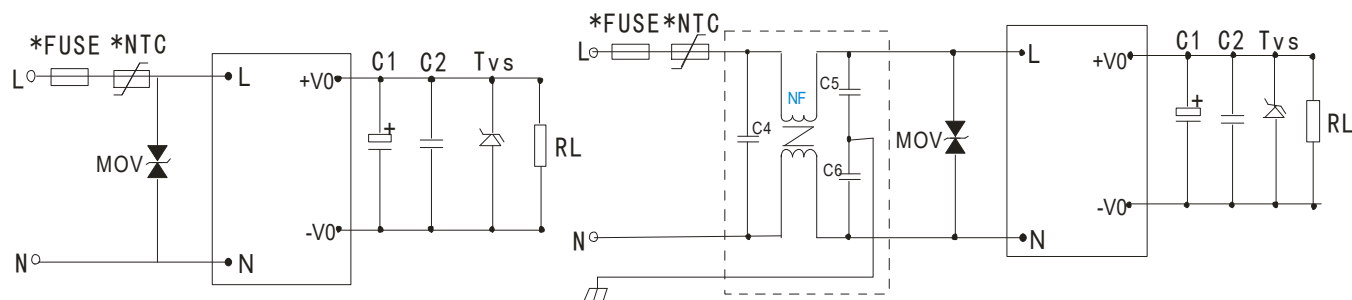 *FUSE *NTC
L
MOV
N
L
N
+V0
-V0
C1
C2
Tvs
+
RL
*FUSE *NTC
L
N
C4
NF
C5
C6
MOV
L
N
+V0
-V0
C1
C2
Tvs
+
RL